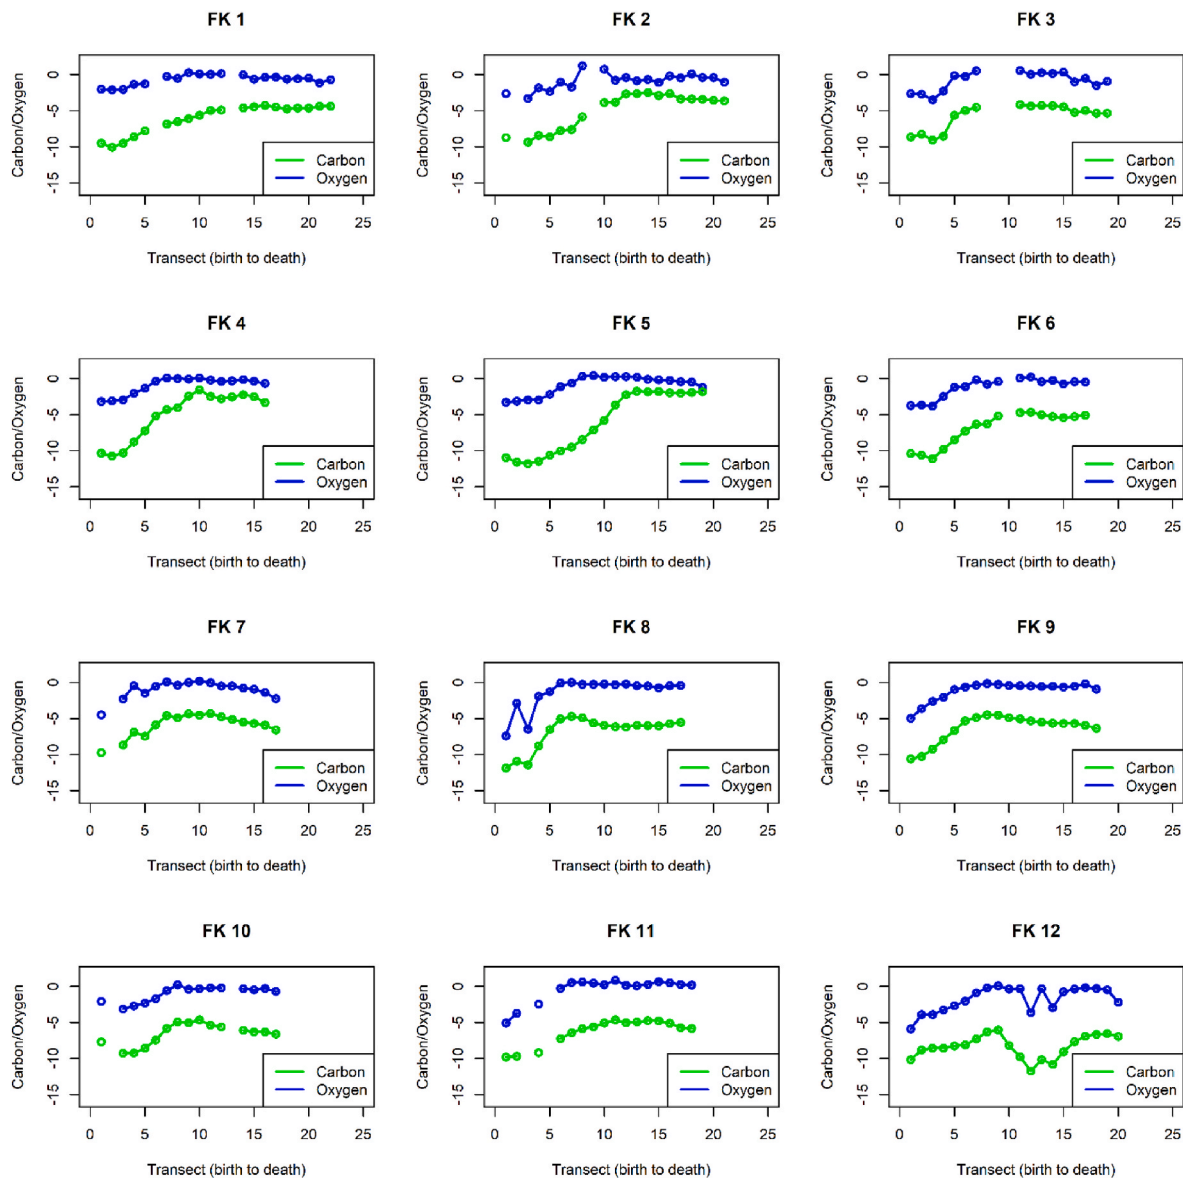 FK 1
Carbon/Oxygen
0
-5
-10
-15
Carbon
Oxygen
0 5 10 15 20 25
Transect (birth to death)
FK 2
Carbon/Oxygen
0
-5
-10
-15
Carbon
Oxygen
0 5 10 15 20 25
Transect (birth to death)
FK 3
Carbon/Oxygen
0
-5
-10
-15
Carbon
Oxygen
0 5 10 15 20 25
Transect (birth to death)
FK 4
Carbon/Oxygen
0
-5
-10
-15
Carbon
Oxygen
0 5 10 15 20 25
Transect (birth to death)
FK 5
Carbon/Oxygen
0
-5
-10
-15
Carbon
Oxygen
0 5 10 15 20 25
Transect (birth to death)
FK 6
Carbon/Oxygen
0
-5
-10
-15
Carbon
Oxygen
0 5 10 15 20 25
Transect (birth to death)
FK 7
Carbon/Oxygen
0
-5
-10
-15
Carbon
Oxygen
0 5 10 15 20 25
Transect (birth to death)
FK 8
Carbon/Oxygen
0
-5
-10
-15
Carbon
Oxygen
0 5 10 15 20 25
Transect (birth to death)
FK 9
Carbon/Oxygen
0
-5
-10
-15
Carbon
Oxygen
0 5 10 15 20 25
Transect (birth to death)
FK 10
Carbon/Oxygen
0
-5
-10
-15
Carbon
Oxygen
0 5 10 15 20 25
Transect (birth to death)
FK 11
Carbon/Oxygen
0
-5
-10
-15
Carbon
Oxygen
0 5 10 15 20 25
Transect (birth to death)
FK 12
Carbon/Oxygen
0
-5
-10
-15
Carbon
Oxygen
0 5 10 15 20 25
Transect (birth to death)